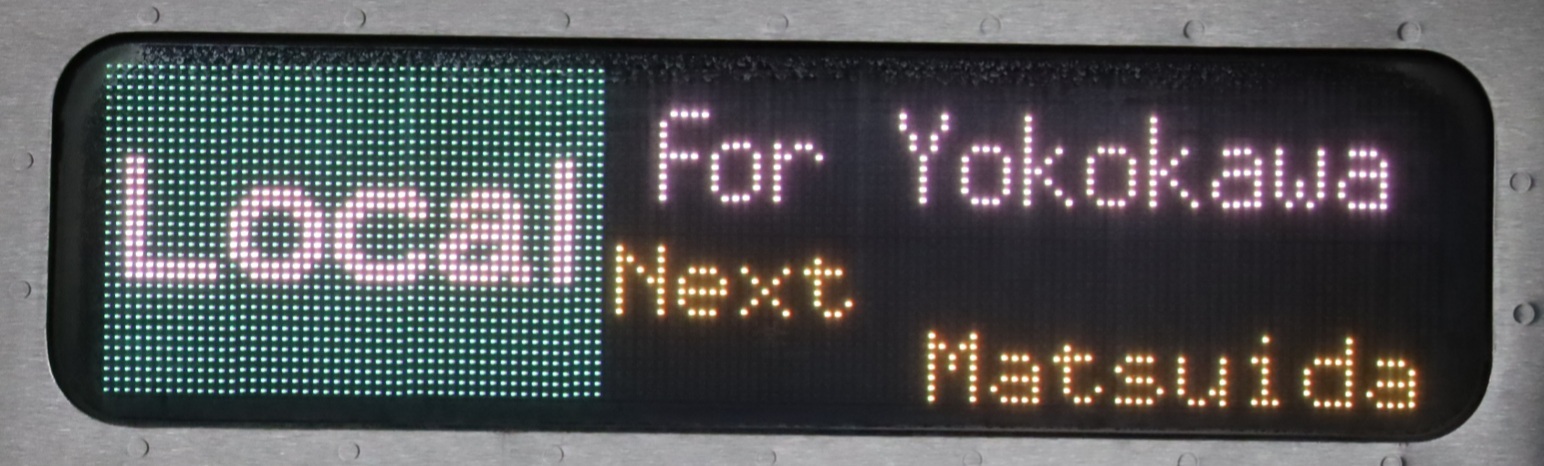 Local
For Yokokawa
Next
Matsuida